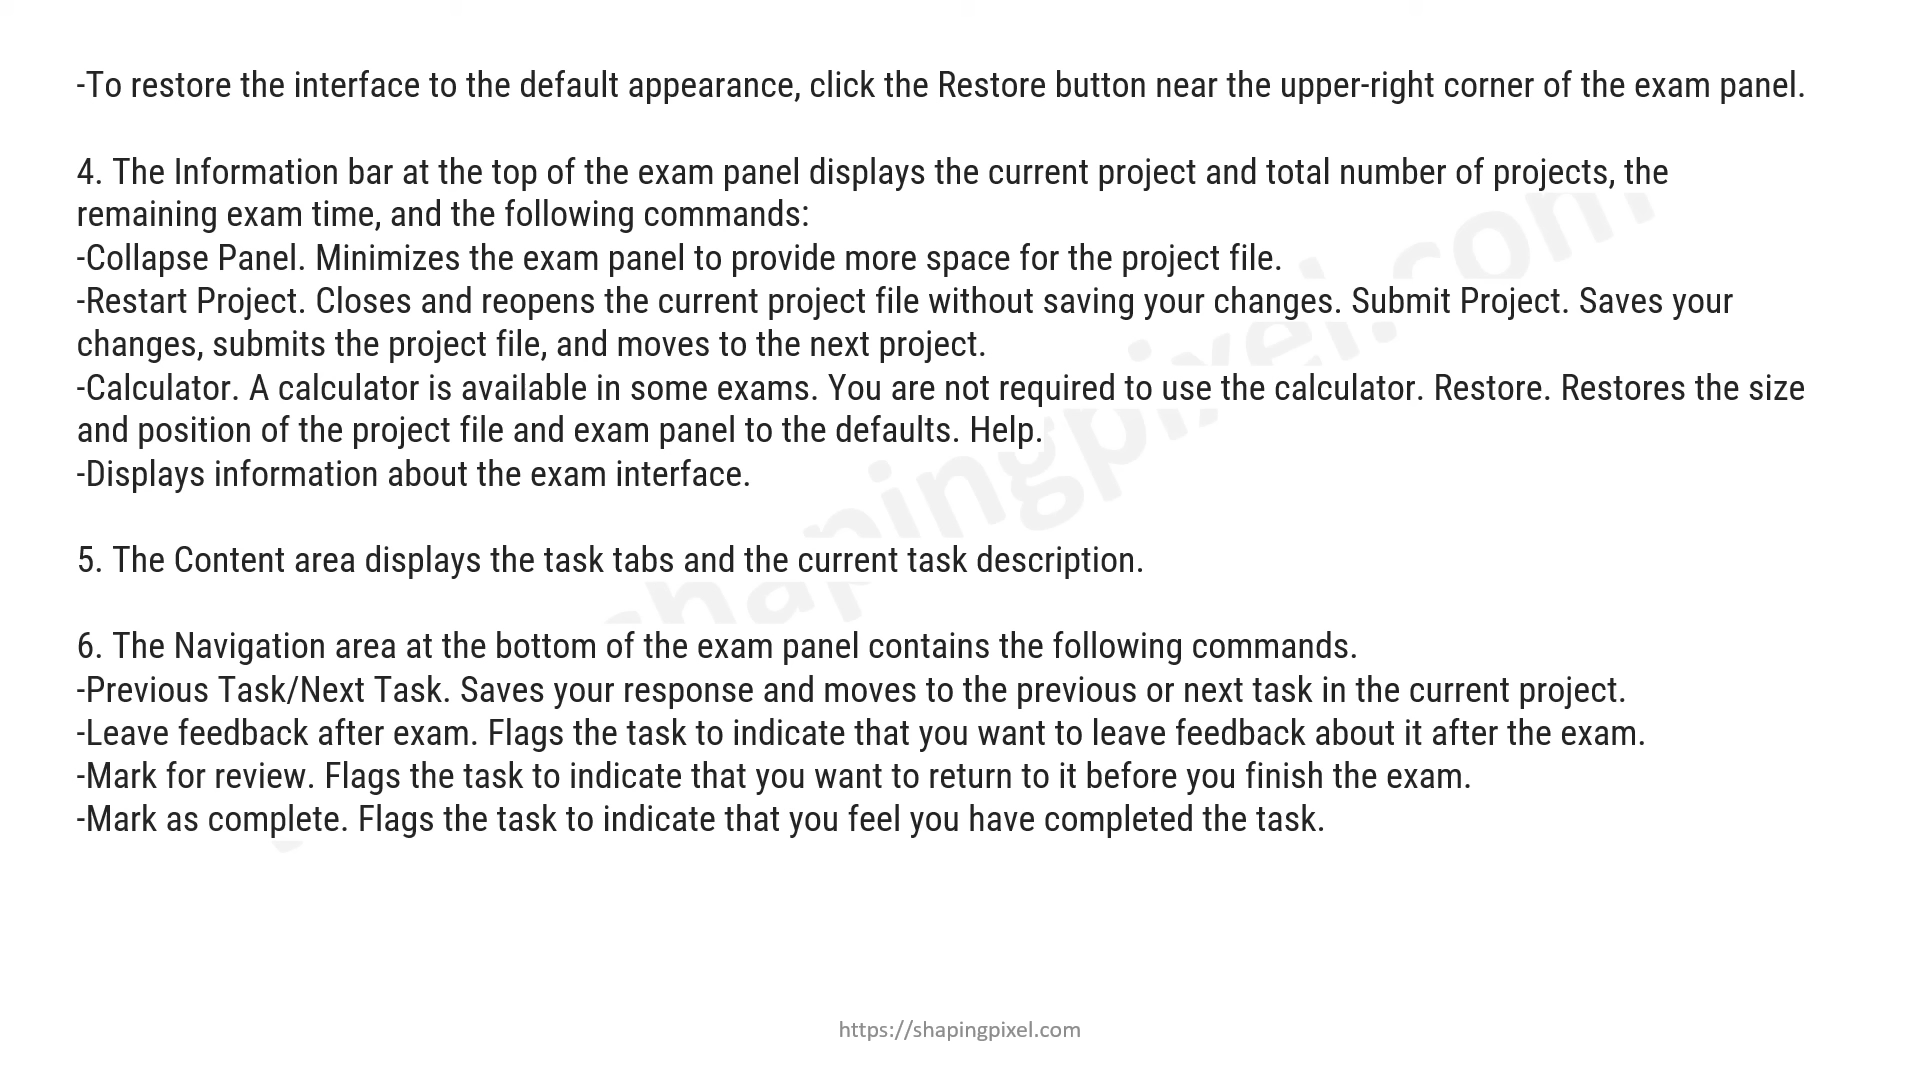 -To restore the interface to the default appearance, click the Restore button near the upper-right corner of the exam panel.
4. The Information bar at the top of the exam panel displays the current project and total number of projects, the
remaining exam time, and the following commands:
-Collapse Panel. Minimizes the exam panel to provide more space for the project file.
-Restart Project. Closes and reopens the current project file without saving your changes. Submit Project. Saves your
changes, submits the project file, and moves to the next project.
-Calculator. A calculator is available in some exams. You are not required to use the calculator. Restore. Restores the size
and position of the project file and exam panel to the defaults. Help.
-Displays information about the exam interface.
5. The Content area displays the task tabs and the current task description.
6. The Navigation area at the bottom of the exam panel contains the following commands.
-Previous Task/Next Task. Saves your response and moves to the previous or next task in the current project.
-Leave feedback after exam. Flags the task to indicate that you want to leave feedback about it after the exam.
-Mark for review. Flags the task to indicate that you want to return to it before you finish the exam.
-Mark as complete. Flags the task to indicate that you feel you have completed the task.
https://shapingpixel.com